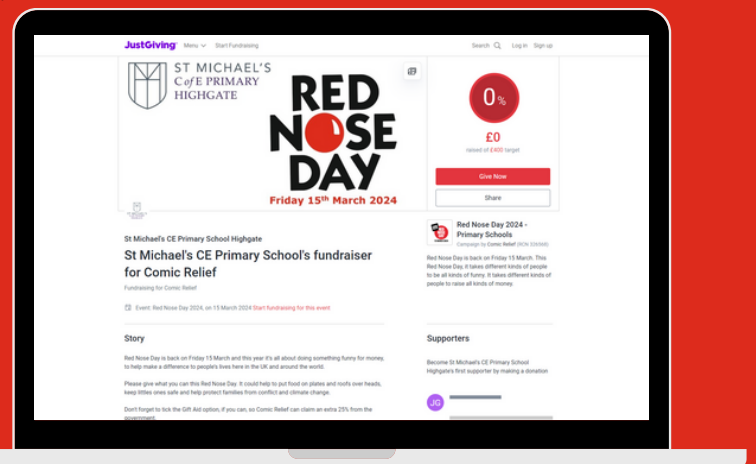 JustGiving
Menu
Start Fundraising
Search
Log in
Sign up
ST MICHAEL'S
C of E PRIMARY
HIGHGATE
RED
NOSE
DAY
Friday 15th March 2024
0%
£0
raised of £400 target
Give Now
Share
St Michael's CE Primary School Highgate
St Michael's CE Primary School's fundraiser
for Comic Relief
Fundraising for Comic Relief
Event: Red Nose Day 2024, on 15 March 2024 Start fundraising for this event
Red Nose Day 2024 -
Primary Schools
Campaign by Comic Relief
Red Nose Day is back on Friday 15 March. This
Red Nose Day, it takes different kinds of people
to be all kinds of funny. It takes different kinds of
people to raise all kinds of money.
Story
Red Nose Day is back on Friday 15 March and this year it's all about doing something funny for money,
to help make a difference to people's lives here in the UK and around the world.
Please give what you can this Red Nose Day. It could help to put food on plates and roofs over heads,
keep littles ones safe and help protect families from conflict and climate change.
Don't forget to tick the Gift Aid option, if you can, so Comic Relief can claim an extra 25% from the
government.
Supporters
Become St Michael's CE Primary School
Highgate's first supporter by making a donation
JG